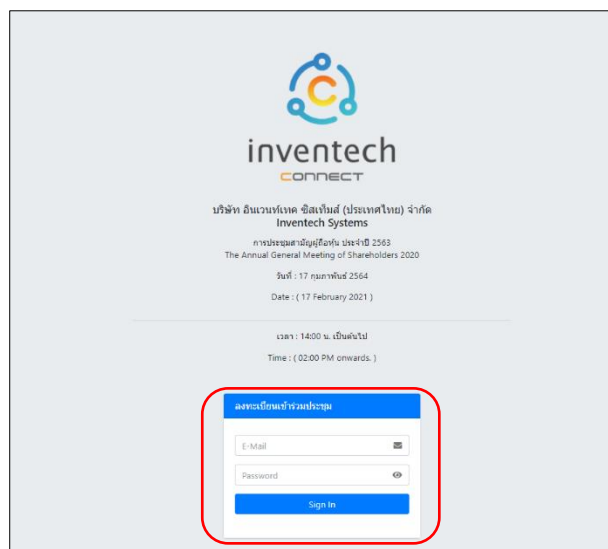 inventech
CONNECT
บริษัท อินเวนท์เทค ซิสเท็มส์ (ประเทศไทย) จำกัด
Inventech Systems
การประชุมสามัญผู้ถือหุ้น ประจำปี 2563
The Annual General Meeting of Shareholders 2020
วันที่ : 17 กุมภาพันธ์ 2564
Date : ( 17 February 2021 )
เวลา : 14:00 น. เป็นต้นไป
Time : ( 02:00 PM onwards. )
ลงทะเบียนเข้าร่วมประชุม
E-Mail
Password
Sign In